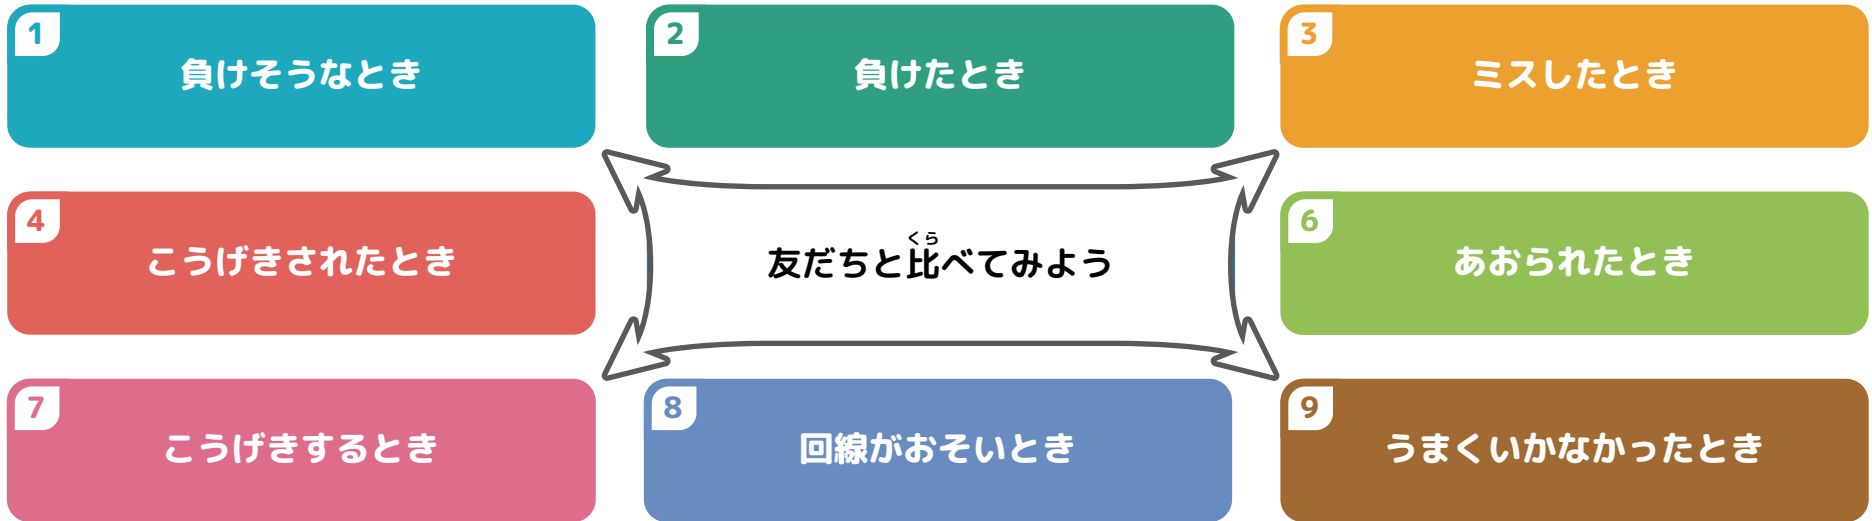 1
負けそうなとき
2
負けたとき
3
ミスしたとき
4
こうげきされたとき
くら
友だちと比べてみよう
6
あおられたとき
7
こうげきするとき
8
回線がおそいとき
9
うまくいかなかったとき